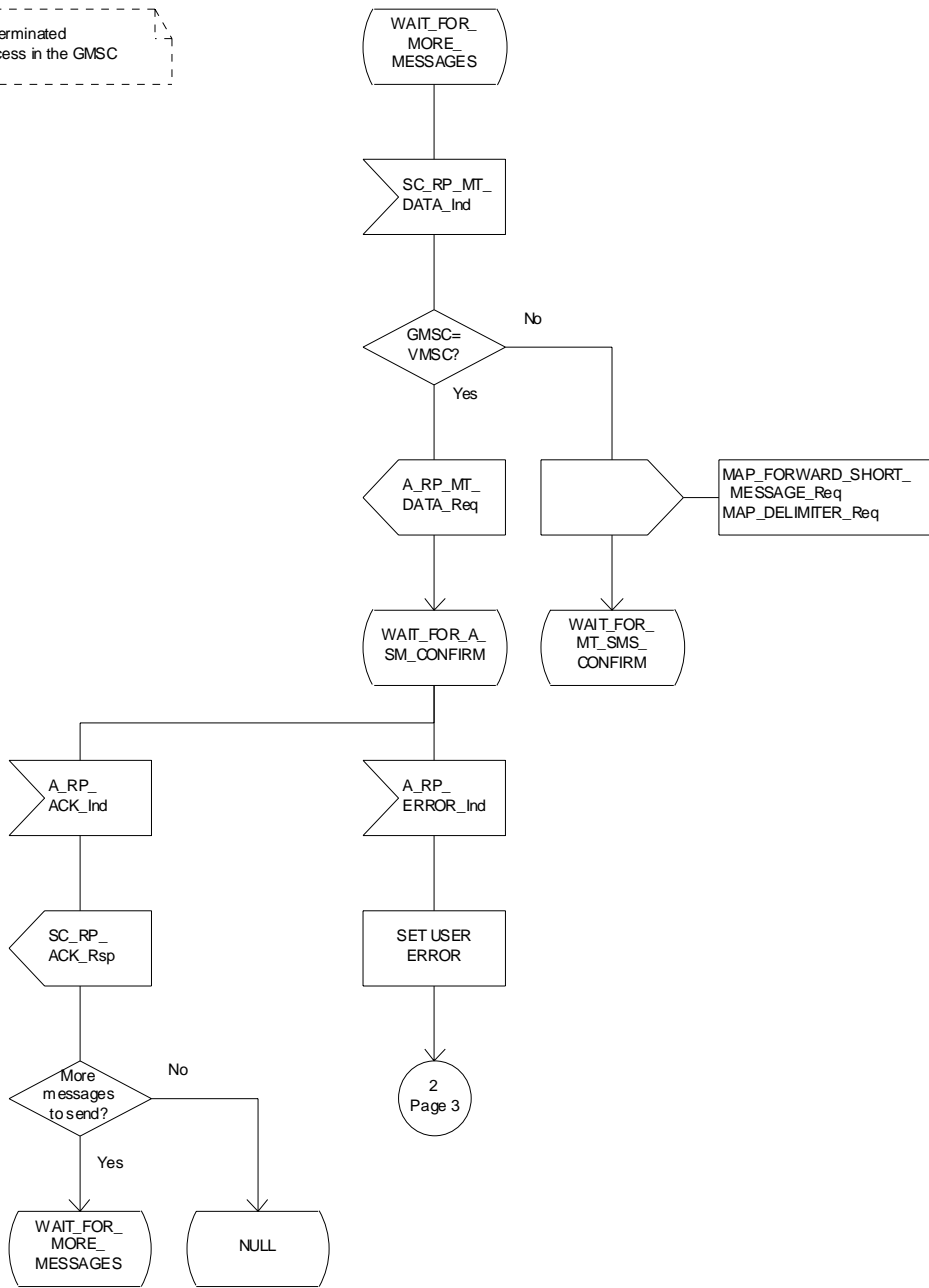 erminated
cess in the GMSC
WAIT_FOR_
MORE_
MESSAGES
SC_RP_MT_
DATA_Ind
GMSC=
VMSC?
No
Yes
A_RP_MT_
DATA_Req
MAP_FORWARD_SHORT_
MESSAGE_Req
MAP_DELIMITER_Req
WAIT_FOR_A_
SM_CONFIRM
WAIT_FOR_
MT_SMS_
CONFIRM
A_RP_
ACK_Ind
A_RP_
ERROR_Ind
SC_RP_
ACK_Rsp
SET USER
ERROR
More
messages
to send?
No
Yes
2
Page 3
WAIT_FOR_
MORE_
MESSAGES
NULL